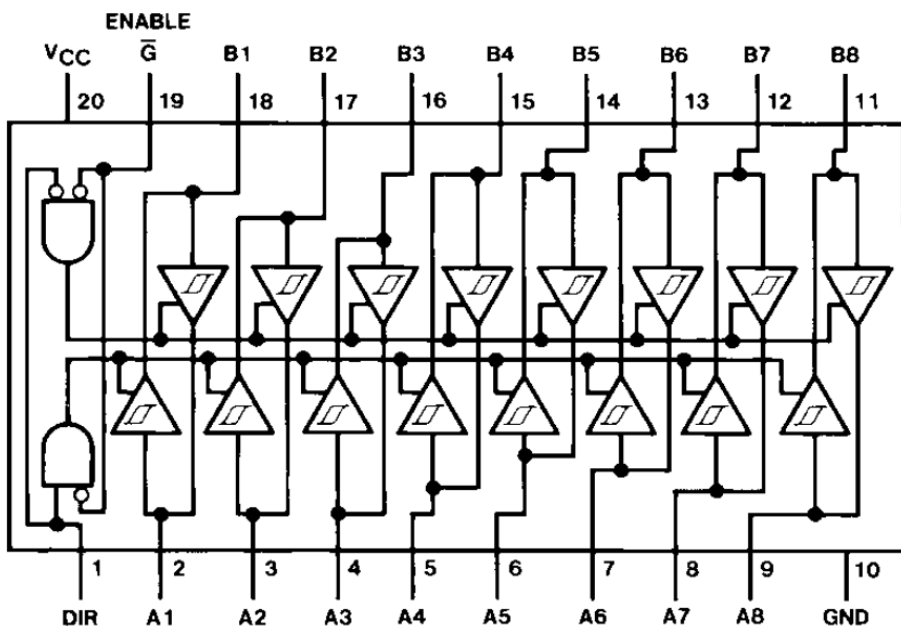 ENABLE
VCC G̅ B1 B2 B3 B4 B5 B6 B7 B8
20 19 18 17 16 15 14 13 12 11
1 2 3 4 5 6 7 8 9 10
DIR A1 A2 A3 A4 A5 A6 A7 A8 GND